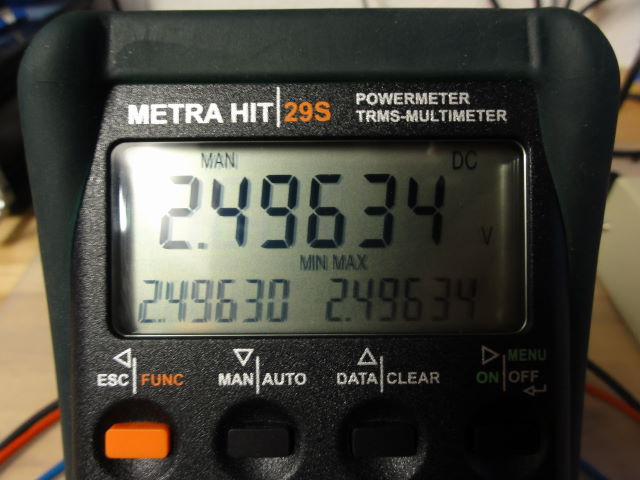 METRA HIT 29S POWERMETER
TRMS-MULTIMETER
MAN DC
2.49634 V
MIN MAX
2.49630 2.49634
ESC FUNC MAN AUTO DATA CLEAR ON MENU OFF